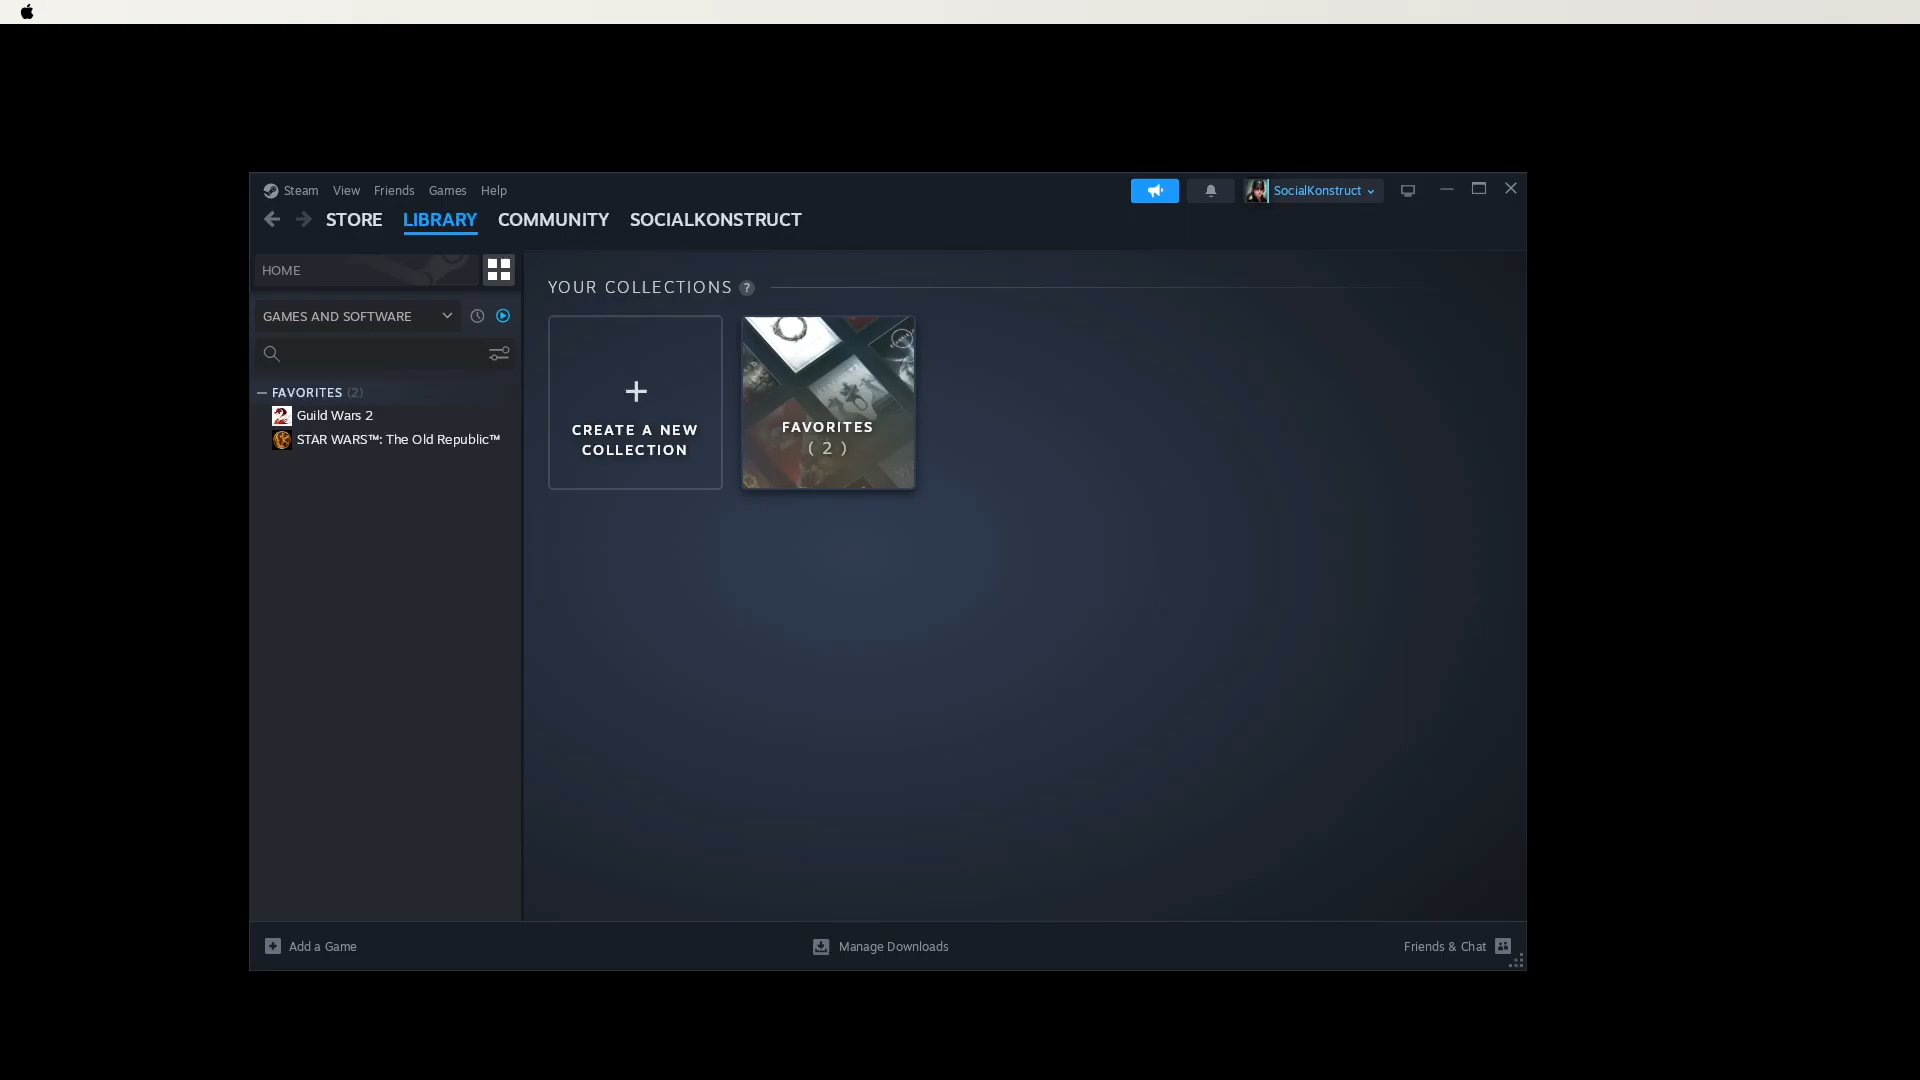 Steam View Friends Games Help SocialKonstruct
STORE LIBRARY COMMUNITY SOCIALKONSTRUCT
HOME
GAMES AND SOFTWARE
FAVORITES (2)
Guild Wars 2
STAR WARS™: The Old Republic™
YOUR COLLECTIONS ?
CREATE A NEW
COLLECTION
FAVORITES
( 2 )
Add a Game
Manage Downloads
Friends & Chat